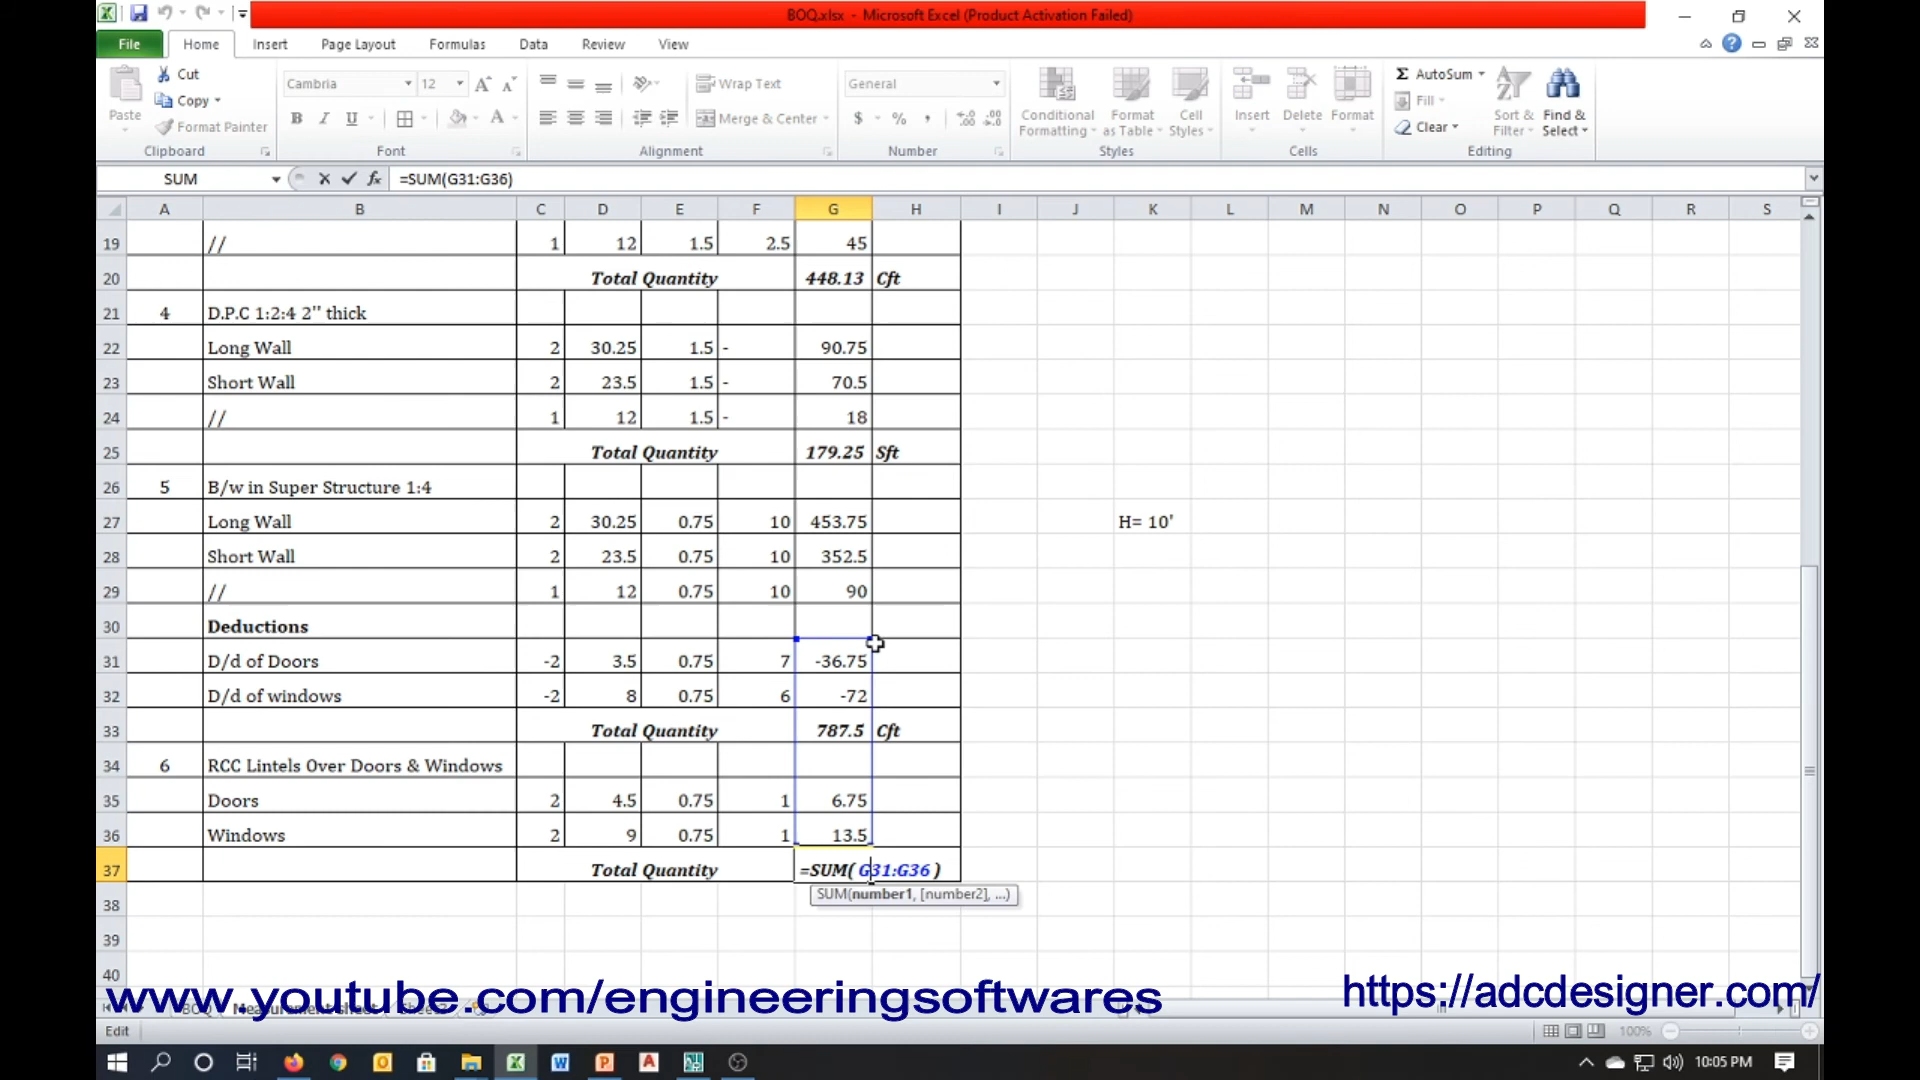 BOQ.xlsx - Microsoft Excel (Product Activation Failed)
File Home Insert Page Layout Formulas Data Review View
Cut
Copy
Format Painter
Paste
Clipboard
Cambria 12
B I U A
Font
Wrap Text
Merge & Center
Alignment
General
$ % ,
Number
Conditional Formatting
Format as Table
Cell Styles
Styles
Insert Delete Format
Cells
Σ AutoSum
Fill
Clear
Sort & Filter
Find & Select
Editing
SUM fx =SUM(G31:G36)
A B C D E F G H I J K L M N O P Q R S
19 // 1 12 1.5 2.5 45
20 Total Quantity 448.13 Cft
21 4 D.P.C 1:2:4 2" thick
22 Long Wall 2 30.25 1.5 - 90.75
23 Short Wall 2 23.5 1.5 - 70.5
24 // 1 12 1.5 - 18
25 Total Quantity 179.25 Sft
26 5 B/w in Super Structure 1:4
27 Long Wall 2 30.25 0.75 10 453.75 H= 10'
28 Short Wall 2 23.5 0.75 10 352.5
29 // 1 12 0.75 10 90
30 Deductions
31 D/d of Doors -2 3.5 0.75 7 -36.75
32 D/d of windows -2 8 0.75 6 -72
33 Total Quantity 787.5 Cft
34 6 RCC Lintels Over Doors & Windows
35 Doors 2 4.5 0.75 1 6.75
36 Windows 2 9 0.75 1 13.5
37 Total Quantity =SUM( G31:G36 )
38 SUM(number1, [number2], ...)
39
40
www.youtube.com/engineeringsoftwares https://adcdesigner.com/
BOQ Measurement sheet
Edit 100%
10:05 PM